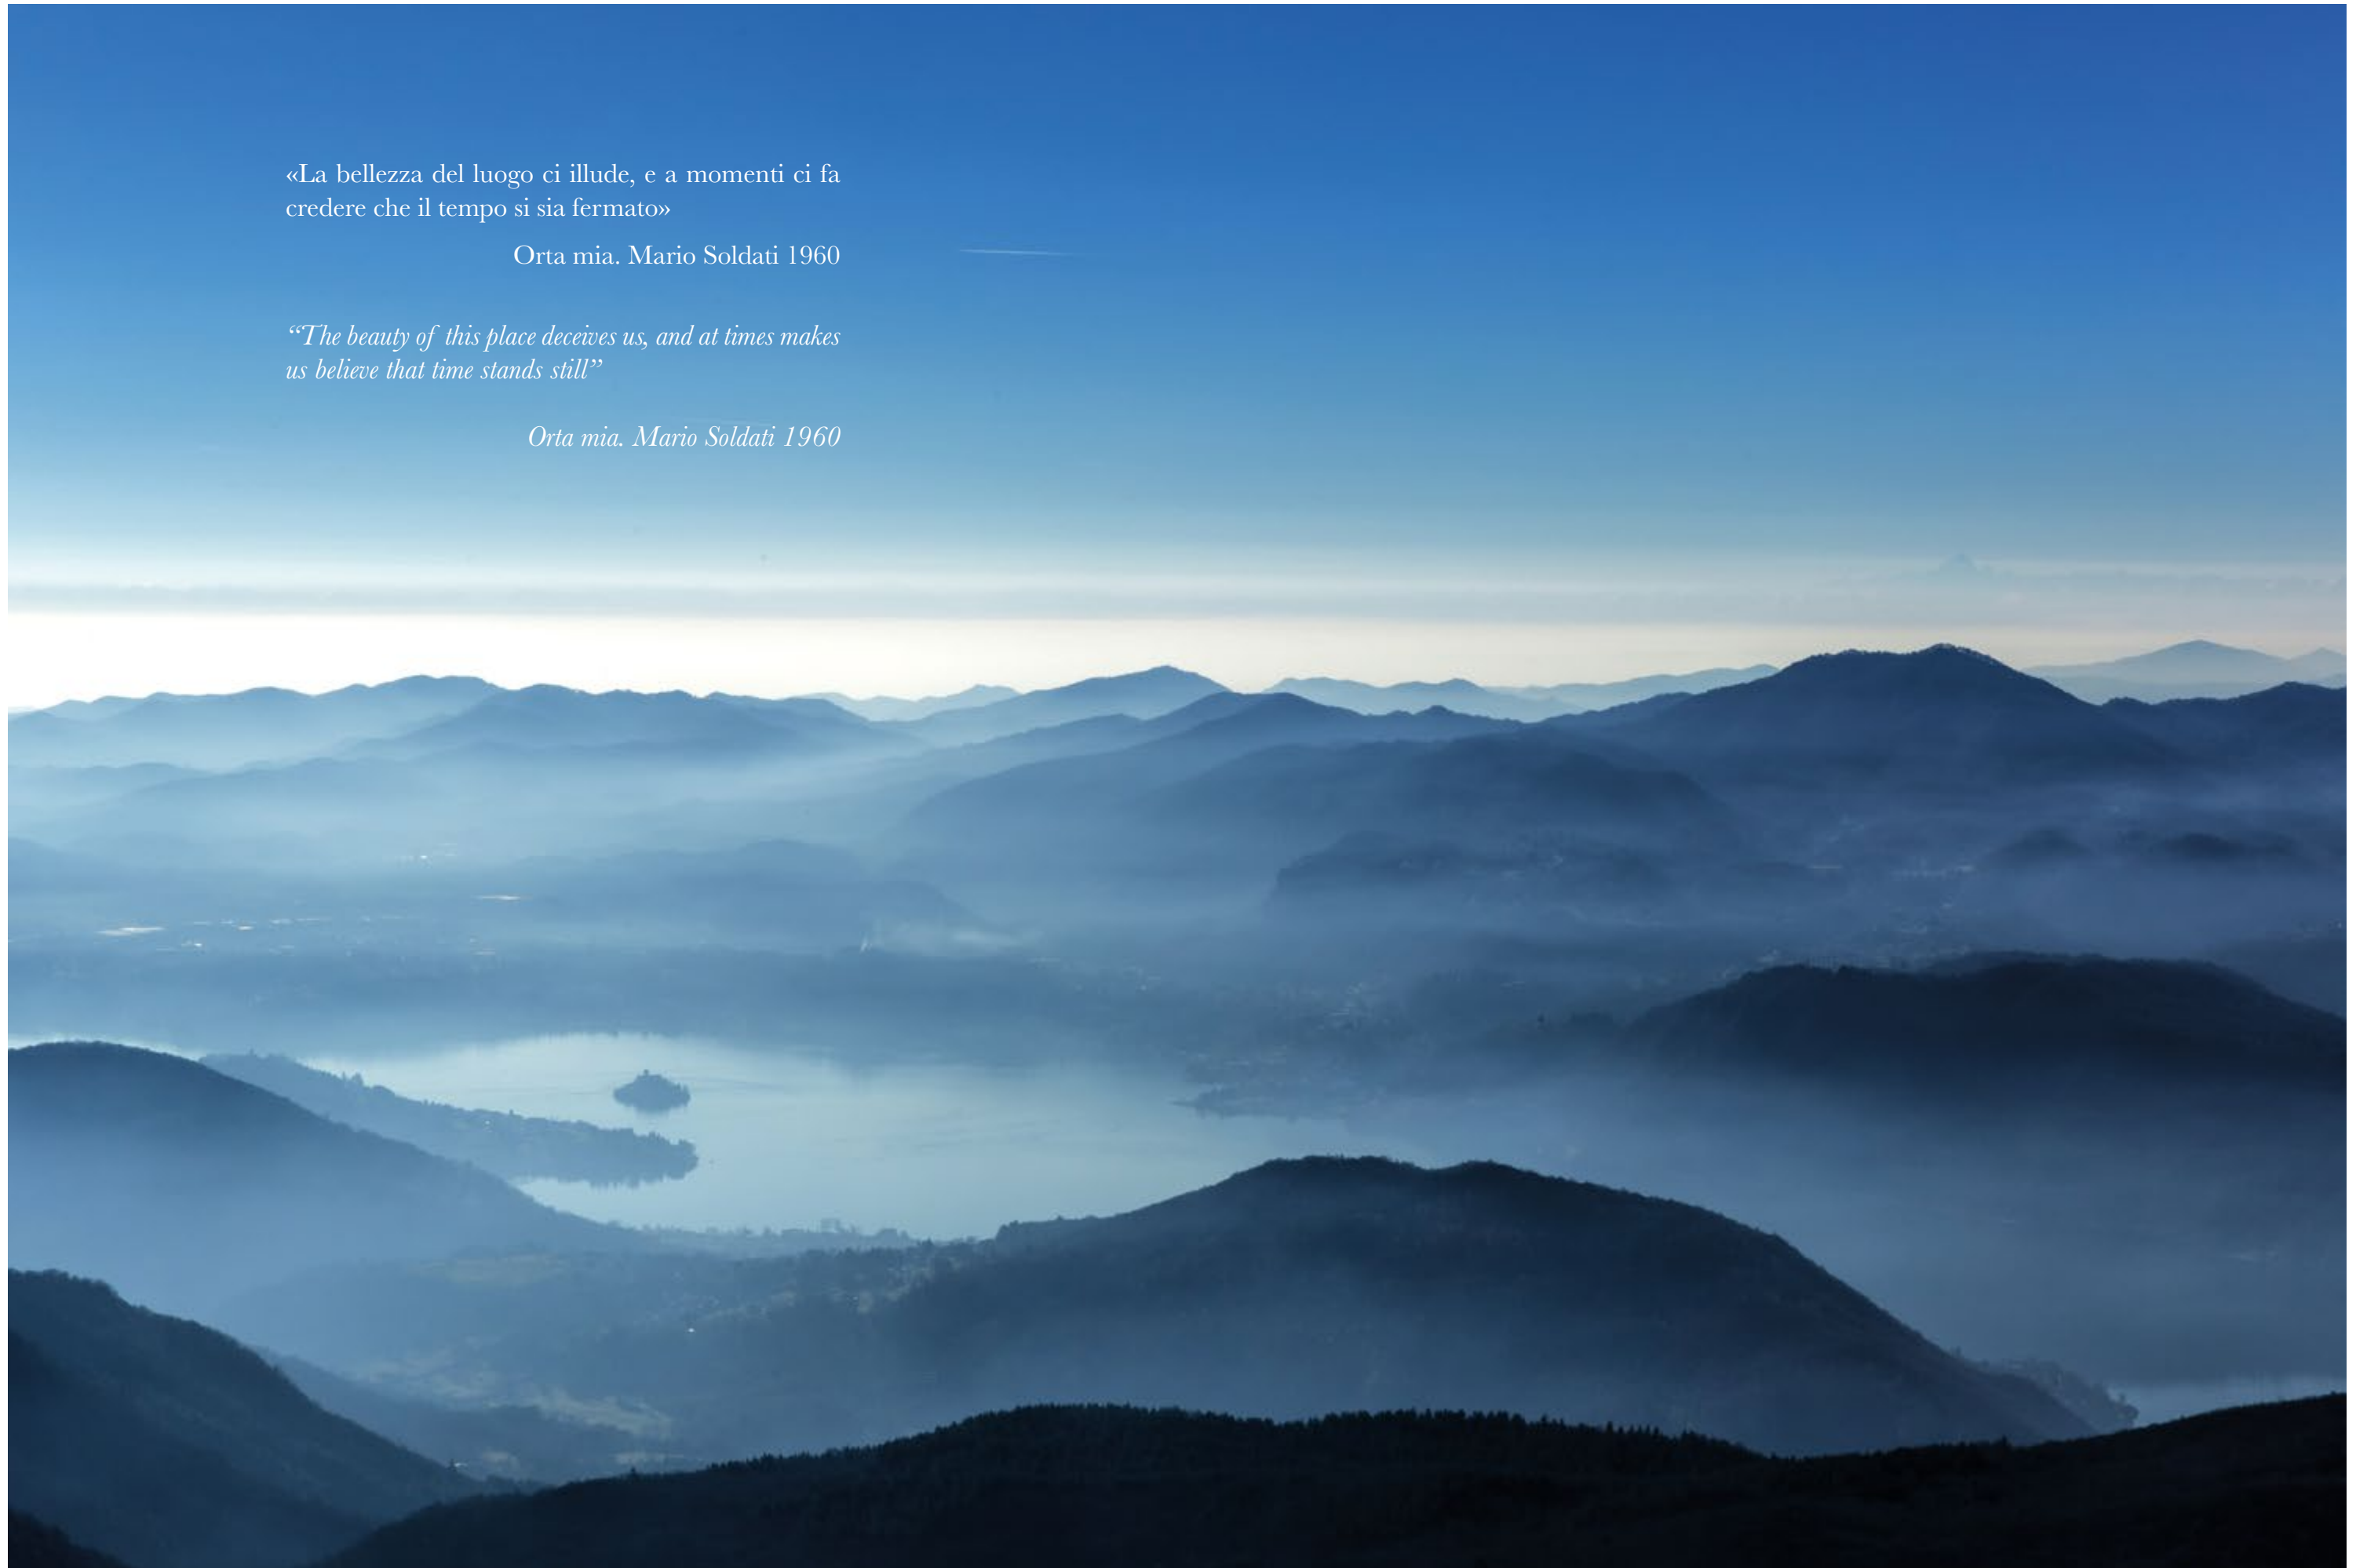 «La bellezza del luogo ci illude, e a momenti ci fa
credere che il tempo si sia fermato»
Orta mia. Mario Soldati 1960
“The beauty of this place deceives us, and at times makes
us believe that time stands still”
Orta mia. Mario Soldati 1960